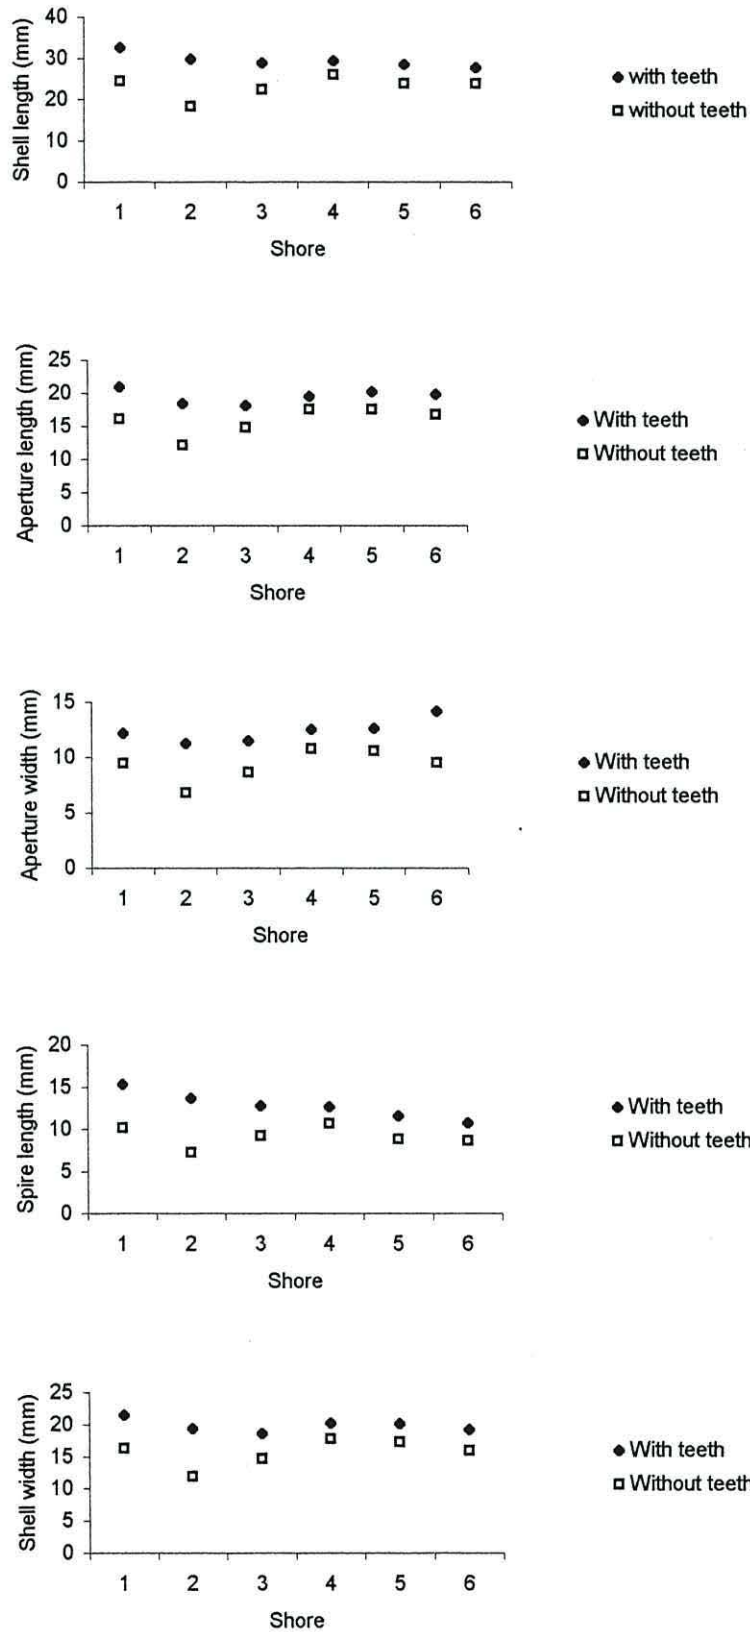 Shell length (mm)
40
30
20
10
0
1 2 3 4 5 6
Shore
with teeth
without teeth
Aperture length (mm)
25
20
15
10
5
0
1 2 3 4 5 6
Shore
With teeth
Without teeth
Aperture width (mm)
15
10
5
0
1 2 3 4 5 6
Shore
With teeth
Without teeth
Spire length (mm)
20
15
10
5
0
1 2 3 4 5 6
Shore
With teeth
Without teeth
Shell width (mm)
25
20
15
10
5
0
1 2 3 4 5 6
Shore
With teeth
Without teeth